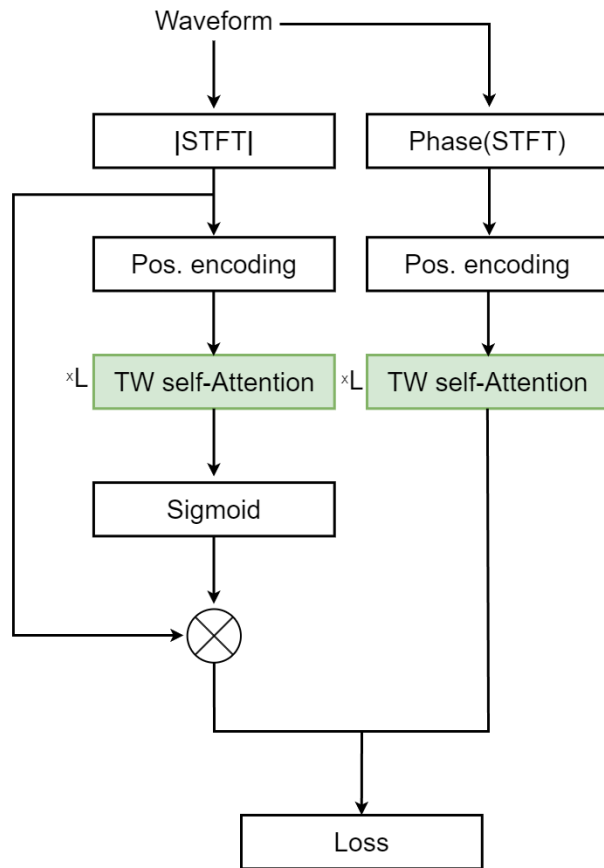 Waveform
|STFT|
Phase(STFT)
Pos. encoding
Pos. encoding
xL
TW self-Attention
xL
TW self-Attention
Sigmoid
Loss